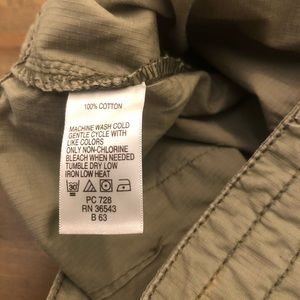 100% COTTON
MACHINE WASH COLD
GENTLE CYCLE WITH
LIKE COLORS
ONLY NON-CHLORINE
BLEACH WHEN NEEDED
TUMBLE DRY LOW
IRON LOW HEAT
PC 728
RN 36543
B 63